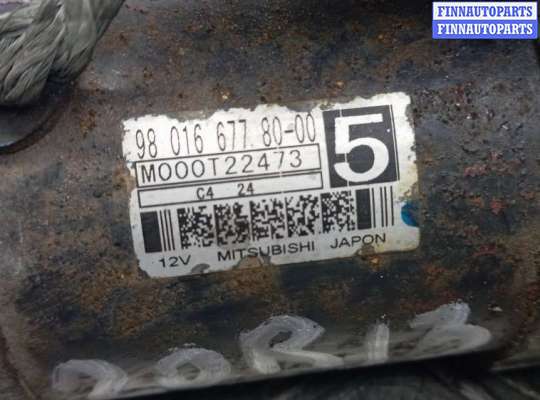 FINNAUTOPARTS
FINNAUTOPARTS
98 016 677 80-00
M000T22473
5
C4 24
12V MITSUBISHI JAPON